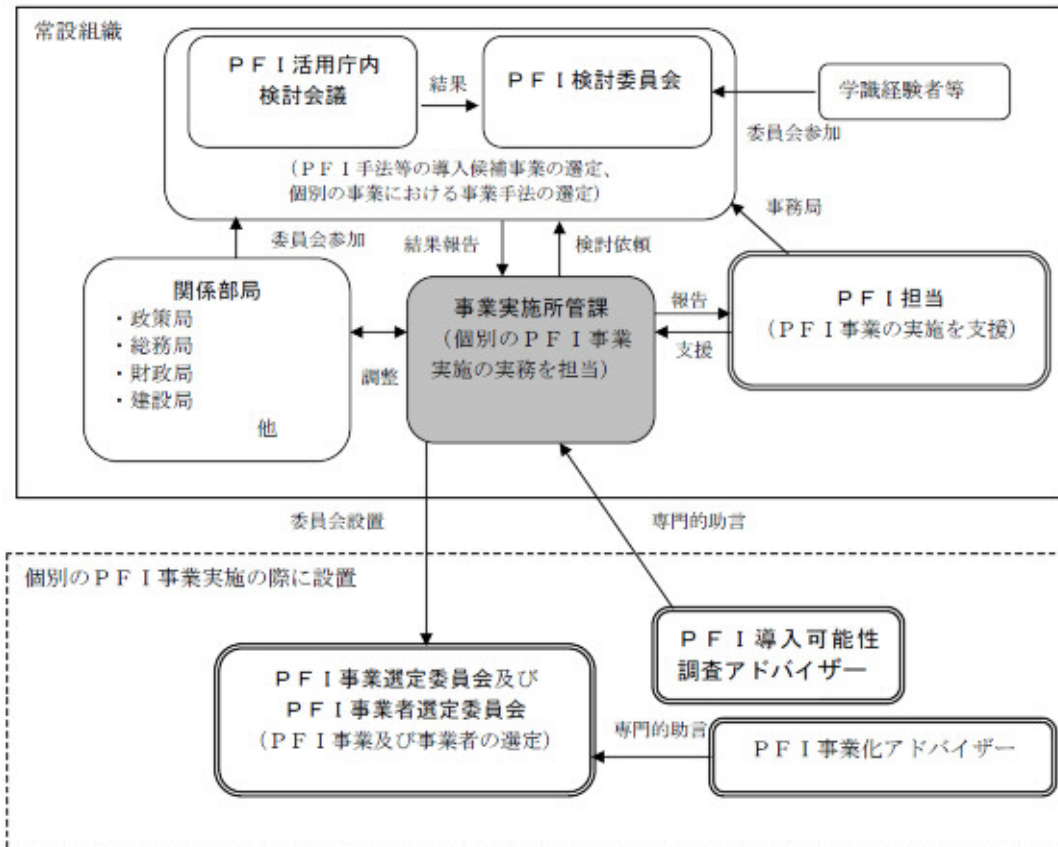 常設組織
PFI活用庁内
検討会議
結果
PFI検討委員会
学識経験者等
委員会参加
(PFI手法等の導入候補事業の選定、
個別の事業における事業手法の選定)
事務局
委員会参加
結果報告
検討依頼
関係部局
・政策局
・総務局
・財政局
・建設局
他
調整
事業実施所管課
(個別のPFI事業
実施の実務を担当)
報告
支援
PFI担当
(PFI事業の実施を支援)
委員会設置
専門的助言
個別のPFI事業実施の際に設置
PFI導入可能性
調査アドバイザー
PFI事業選定委員会及び
PFI事業者選定委員会
(PFI事業及び事業者の選定)
専門的助言
PFI事業化アドバイザー